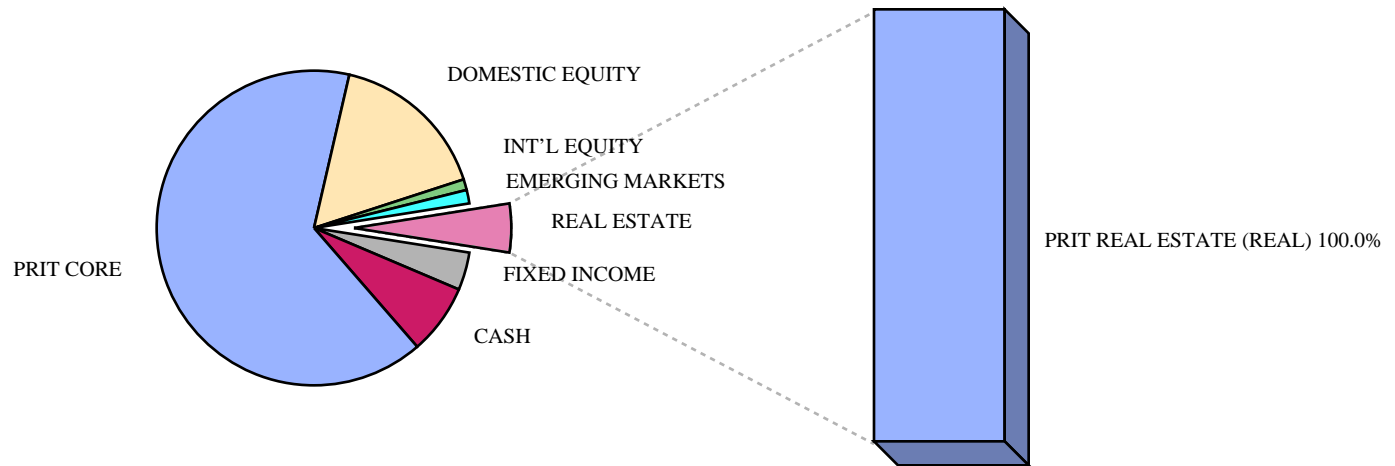 DOMESTIC EQUITY
INT'L EQUITY
EMERGING MARKETS
REAL ESTATE
PRIT REAL ESTATE (REAL) 100.0%
PRIT CORE
FIXED INCOME
CASH